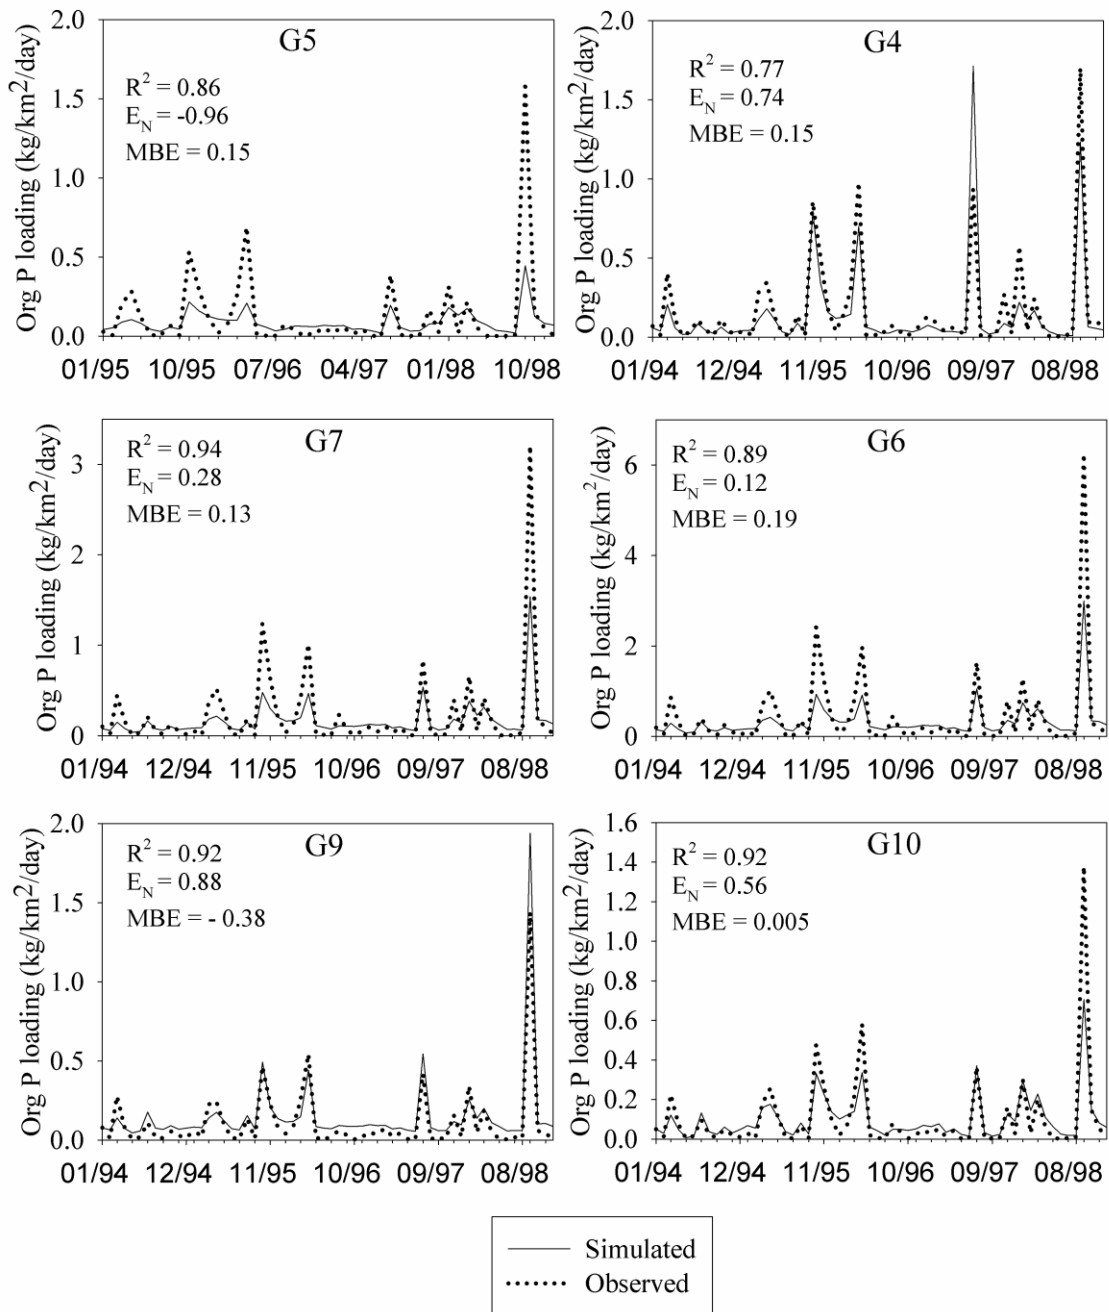 G5
R² = 0.86
E_N = -0.96
MBE = 0.15
Org P loading (kg/km²/day)
2.0
1.5
1.0
0.5
0.0
01/95 10/95 07/96 04/97 01/98 10/98
G4
R² = 0.77
E_N = 0.74
MBE = 0.15
Org P loading (kg/km²/day)
2.0
1.5
1.0
0.5
0.0
01/94 12/94 11/95 10/96 09/97 08/98
G7
R² = 0.94
E_N = 0.28
MBE = 0.13
Org P loading (kg/km²/day)
3
2
1
0
01/94 12/94 11/95 10/96 09/97 08/98
G6
R² = 0.89
E_N = 0.12
MBE = 0.19
Org P loading (kg/km²/day)
6
4
2
0
01/94 12/94 11/95 10/96 09/97 08/98
G9
R² = 0.92
E_N = 0.88
MBE = - 0.38
Org P loading (kg/km²/day)
2.0
1.5
1.0
0.5
0.0
01/94 12/94 11/95 10/96 09/97 08/98
G10
R² = 0.92
E_N = 0.56
MBE = 0.005
Org P loading (kg/km²/day)
1.6
1.4
1.2
1.0
0.8
0.6
0.4
0.2
0.0
01/94 12/94 11/95 10/96 09/97 08/98
Simulated
Observed